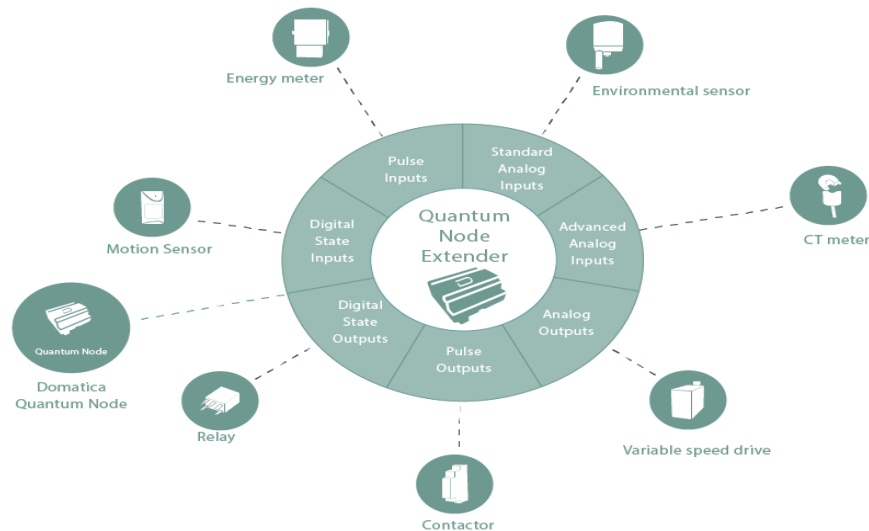 Energy meter
Environmental sensor
Pulse
Inputs
Standard
Analog
Inputs
Motion Sensor
Digital
State
Inputs
Quantum
Node
Extender
Advanced
Analog
Inputs
CT meter
Quantum Node
Domatica
Quantum Node
Digital
State
Outputs
Pulse
Outputs
Analog
Outputs
Relay
Contactor
Variable speed drive